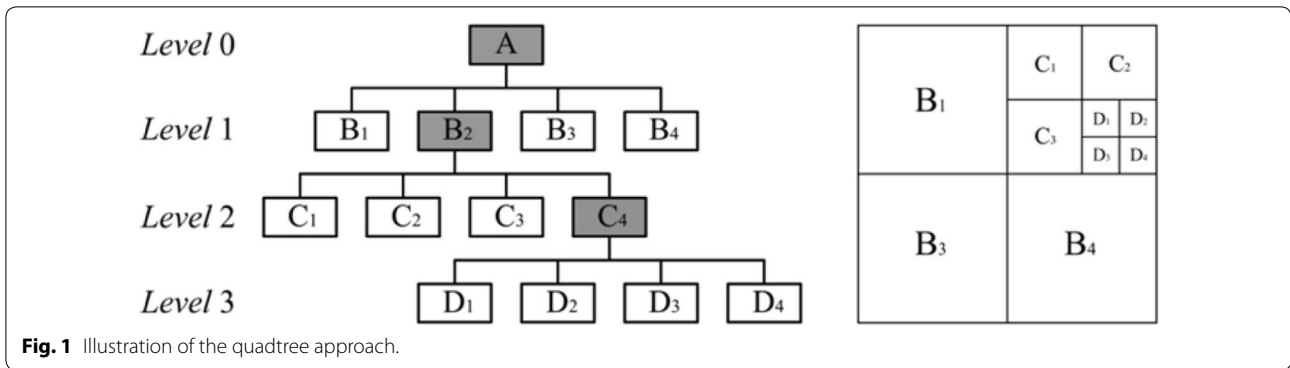 Level 0 A
Level 1 B1 B2 B3 B4
Level 2 C1 C2 C3 C4
Level 3 D1 D2 D3 D4
B1 C1 C2
C3 D1 D2
D3 D4
B3 B4
Fig. 1 Illustration of the quadtree approach.